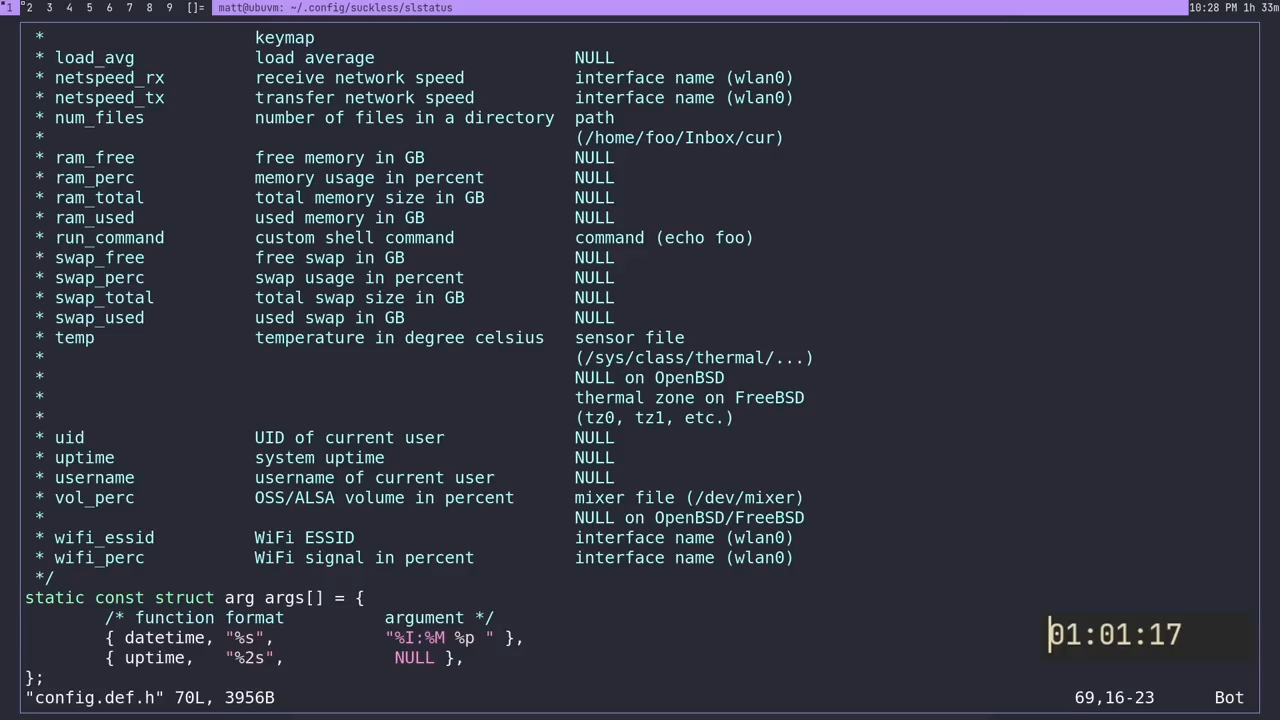 1 2 3 4 5 6 7 8 9 []= matt@ubuvm: ~/.config/suckless/slstatus 10:28 PM 1h 33m
* keymap
* load_avg load average NULL
* netspeed_rx receive network speed interface name (wlan0)
* netspeed_tx transfer network speed interface name (wlan0)
* num_files number of files in a directory path
* (/home/foo/Inbox/cur)
* ram_free free memory in GB NULL
* ram_perc memory usage in percent NULL
* ram_total total memory size in GB NULL
* ram_used used memory in GB NULL
* run_command custom shell command command (echo foo)
* swap_free free swap in GB NULL
* swap_perc swap usage in percent NULL
* swap_total total swap size in GB NULL
* swap_used used swap in GB NULL
* temp temperature in degree celsius sensor file
* (/sys/class/thermal/...)
* NULL on OpenBSD
* thermal zone on FreeBSD
* (tz0, tz1, etc.)
* uid UID of current user NULL
* uptime system uptime NULL
* username username of current user NULL
* vol_perc OSS/ALSA volume in percent mixer file (/dev/mixer)
* NULL on OpenBSD/FreeBSD
* wifi_essid WiFi ESSID interface name (wlan0)
* wifi_perc WiFi signal in percent interface name (wlan0)
*/
static const struct arg args[] = {
/* function format argument */
{ datetime, "%s", "%I:%M %p " },
{ uptime, "%2s", NULL },
};
01:01:17
"config.def.h" 70L, 3956B 69,16-23 Bot